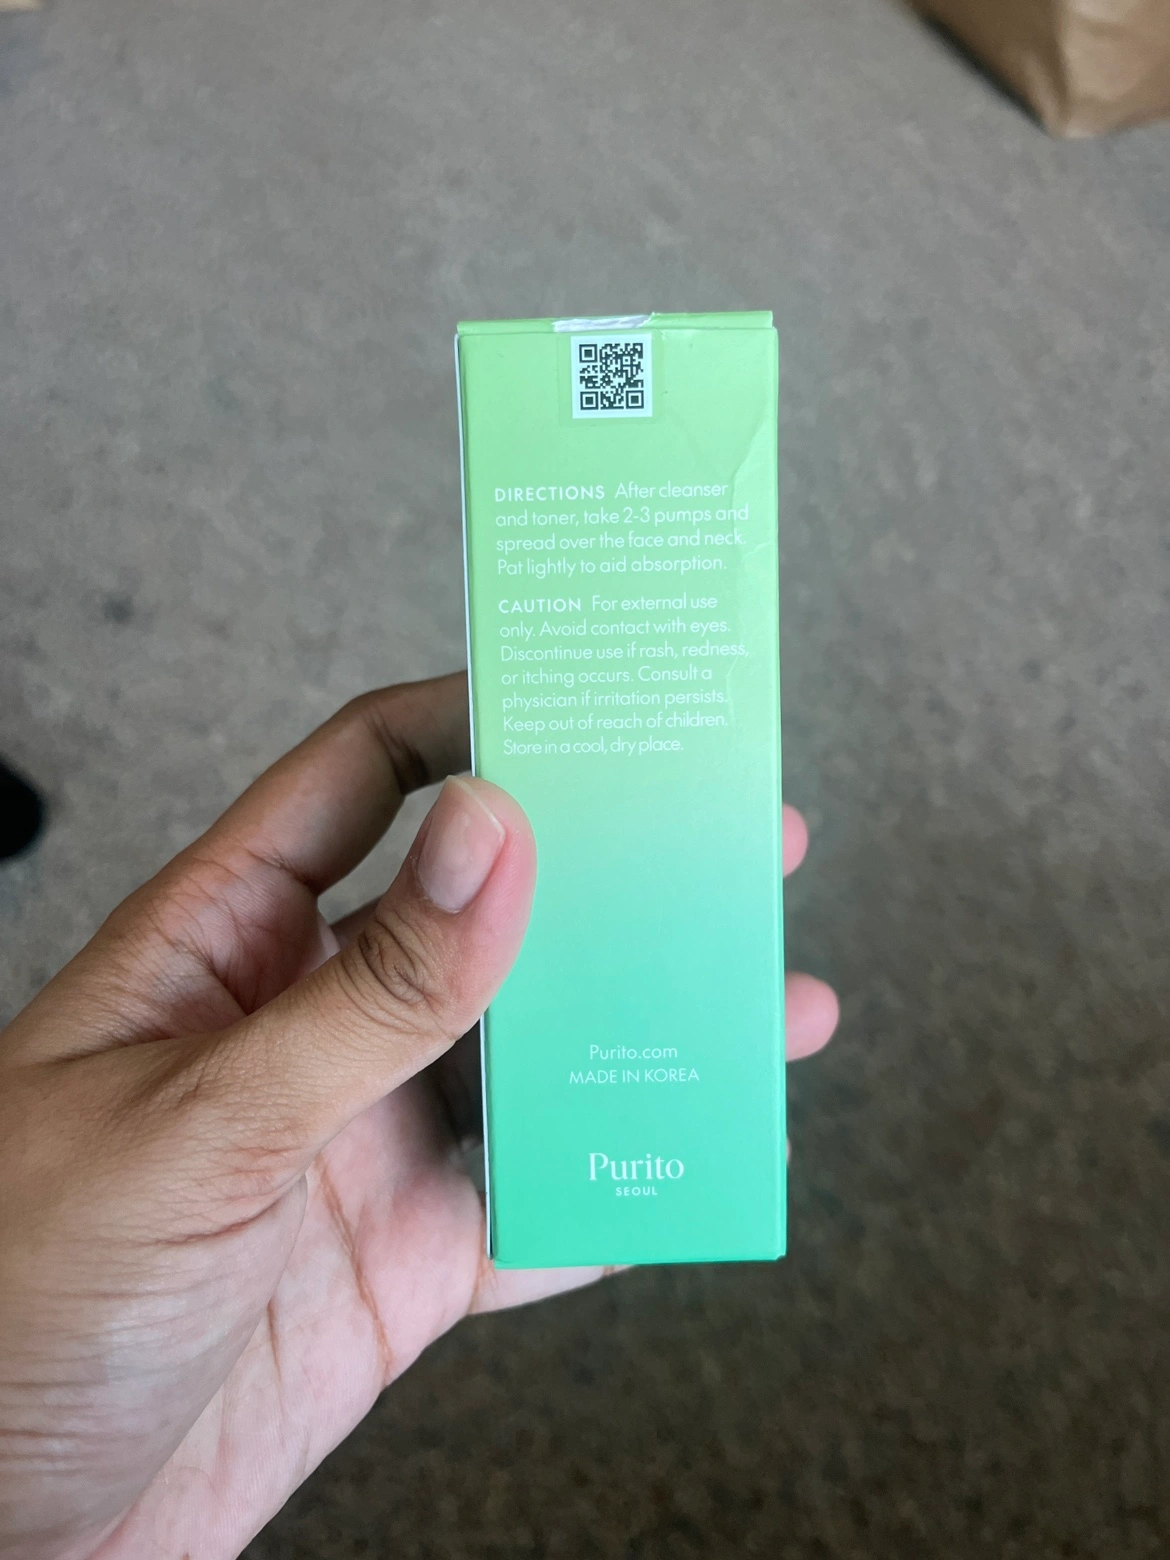 DIRECTIONS After cleanser
and toner, take 2-3 pumps and
spread over the face and neck.
Pat lightly to aid absorption.
CAUTION For external use
only. Avoid contact with eyes.
Discontinue use if rash, redness,
or itching occurs. Consult a
physician if irritation persists.
Keep out of reach of children.
Store in a cool, dry place.
Purito.com
MADE IN KOREA
Purito
SEOUL